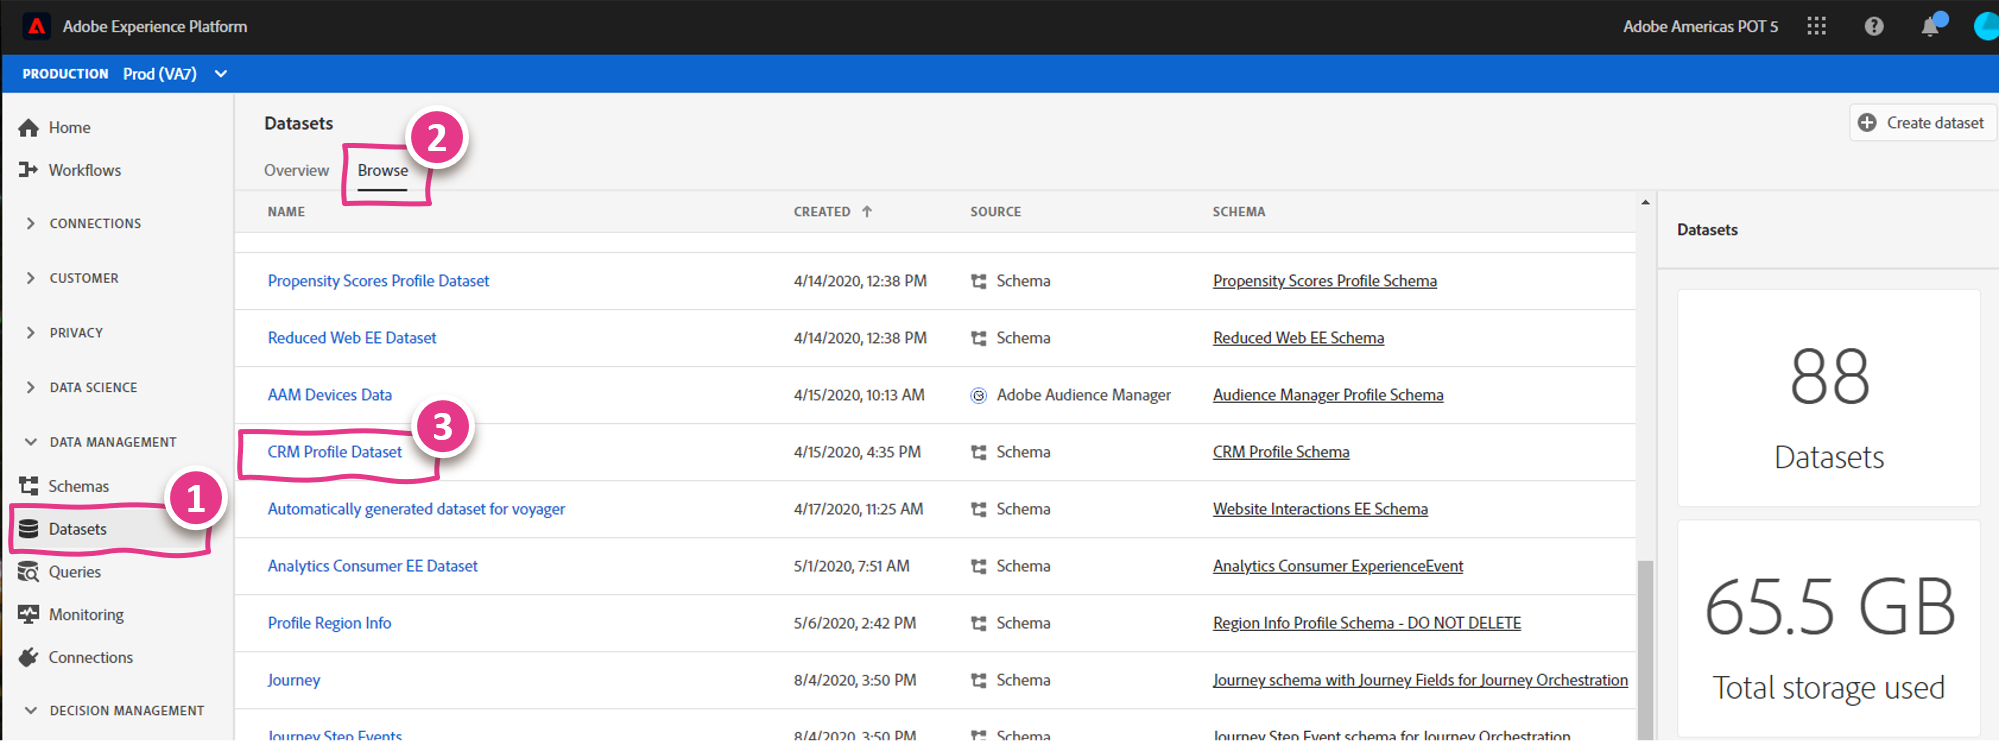 Adobe Experience Platform
Adobe Americas POT 5
PRODUCTION Prod (VA7)
Home
Workflows
CONNECTIONS
CUSTOMER
PRIVACY
DATA SCIENCE
DATA MANAGEMENT
Schemas
1
Datasets
Queries
Monitoring
Connections
DECISION MANAGEMENT
Datasets
2
Create dataset
Overview Browse
NAME CREATED SOURCE SCHEMA
Propensity Scores Profile Dataset 4/14/2020, 12:38 PM Schema Propensity Scores Profile Schema
Reduced Web EE Dataset 4/14/2020, 12:38 PM Schema Reduced Web EE Schema
AAM Devices Data 4/15/2020, 10:13 AM Adobe Audience Manager Audience Manager Profile Schema
3
CRM Profile Dataset 4/15/2020, 4:35 PM Schema CRM Profile Schema
Automatically generated dataset for voyager 4/17/2020, 11:25 AM Schema Website Interactions EE Schema
Analytics Consumer EE Dataset 5/1/2020, 7:51 AM Schema Analytics Consumer ExperienceEvent
Profile Region Info 5/6/2020, 2:42 PM Schema Region Info Profile Schema - DO NOT DELETE
Journey 8/4/2020, 3:50 PM Schema Journey schema with Journey Fields for Journey Orchestration
Journey Step Events 8/4/2020, 3:50 PM Schema Journey Step Event schema for Journey Orchestration
Datasets
88
Datasets
65.5 GB
Total storage used